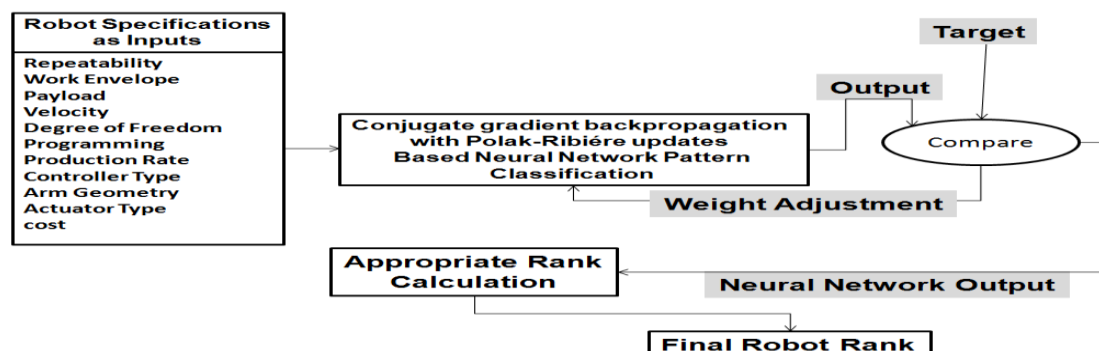 Robot Specifications
as Inputs
Repeatability
Work Envelope
Payload
Velocity
Degree of Freedom
Programming
Production Rate
Controller Type
Arm Geometry
Actuator Type
cost
Conjugate gradient backpropagation
with Polak-Ribiére updates
Based Neural Network Pattern
Classification
Output
Target
Compare
Weight Adjustment
Neural Network Output
Appropriate Rank
Calculation
Final Robot Rank